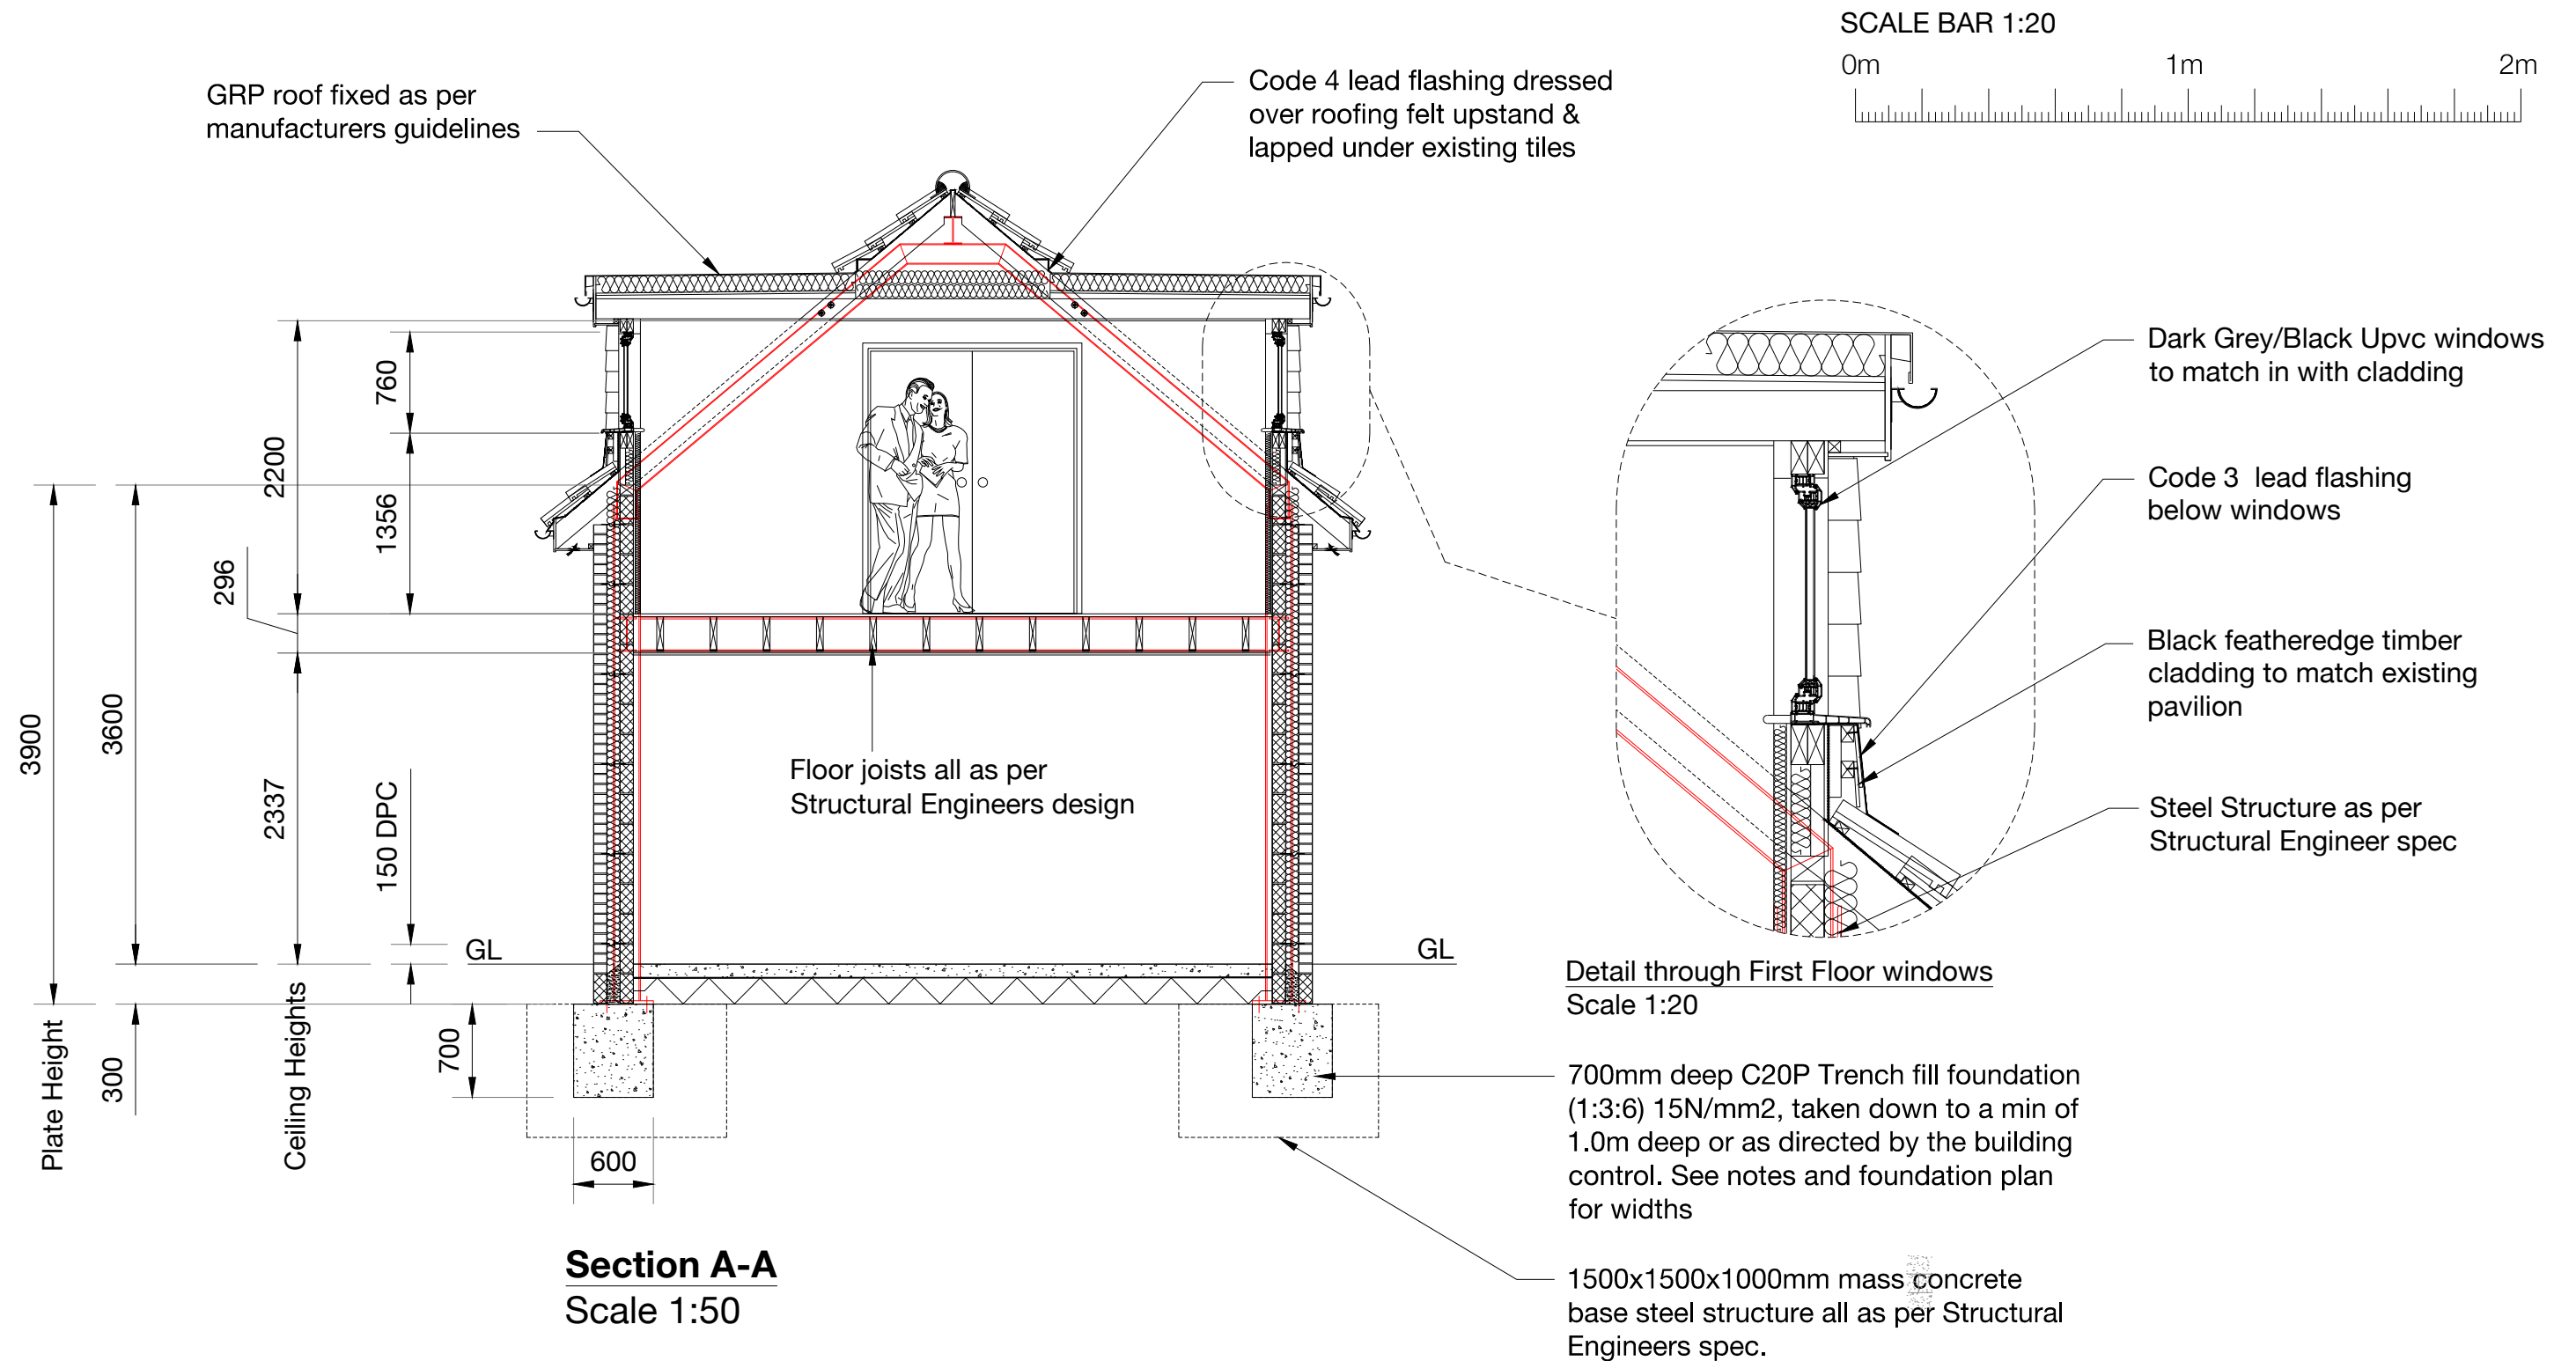 SCALE BAR 1:20
0m 1m 2m
GRP roof fixed as per
manufacturers guidelines
Code 4 lead flashing dressed
over roofing felt upstand &
lapped under existing tiles
760
2200
1356
296
3900
3600
2337
150 DPC
GL
GL
Plate Height
300
Ceiling Heights
700
600
Floor joists all as per
Structural Engineers design
Section A-A
Scale 1:50
Dark Grey/Black Upvc windows
to match in with cladding
Code 3 lead flashing
below windows
Black featheredge timber
cladding to match existing
pavilion
Steel Structure as per
Structural Engineer spec
Detail through First Floor windows
Scale 1:20
700mm deep C20P Trench fill foundation
(1:3:6) 15N/mm2, taken down to a min of
1.0m deep or as directed by the building
control. See notes and foundation plan
for widths
1500x1500x1000mm mass concrete
base steel structure all as per Structural
Engineers spec.